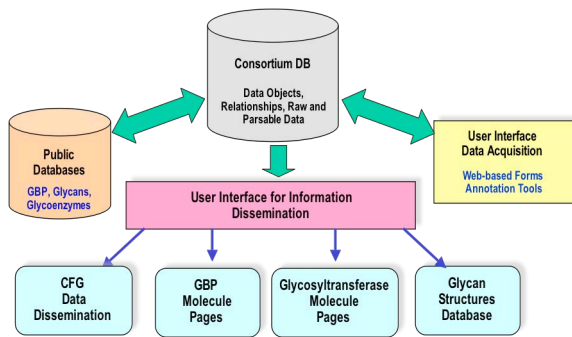 Consortium DB
Data Objects,
Relationships, Raw and
Parsable Data
Public
Databases
GBP, Glycans,
Glycoenzymes
User Interface
Data Acquisition
Web-based Forms
Annotation Tools
User Interface for Information
Dissemination
CFG
Data
Dissemination
GBP
Molecule
Pages
Glycosyltransferase
Molecule
Pages
Glycan
Structures
Database